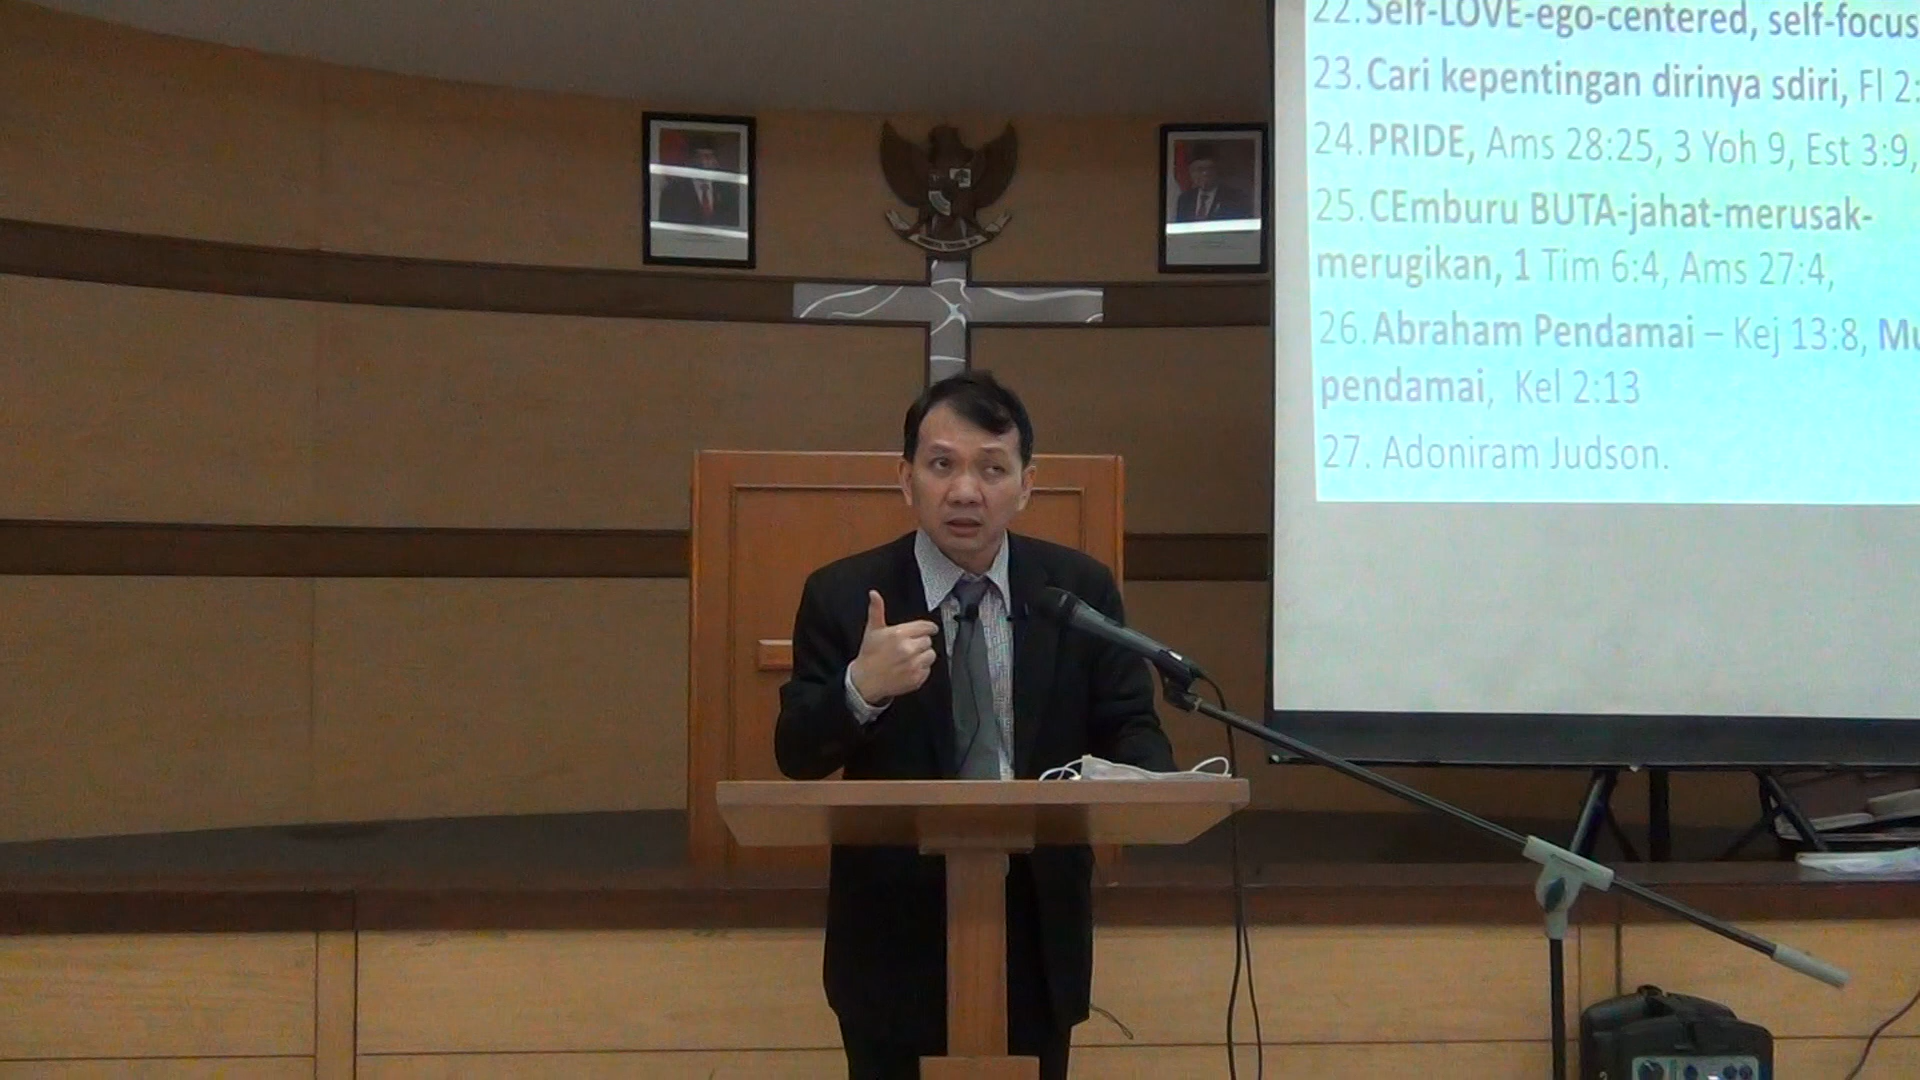 22. Self-LOVE-ego-centered, self-focus
23. Cari kepentingan dirinya sdiri, Fl 2:
24. PRIDE, Ams 28:25, 3 Yoh 9, Est 3:9,
25. CEmburu BUTA-jahat-merusak-
merugikan, 1 Tim 6:4, Ams 27:4,
26. Abraham Pendamai – Kej 13:8, Mu
pendamai, Kel 2:13
27. Adoniram Judson.